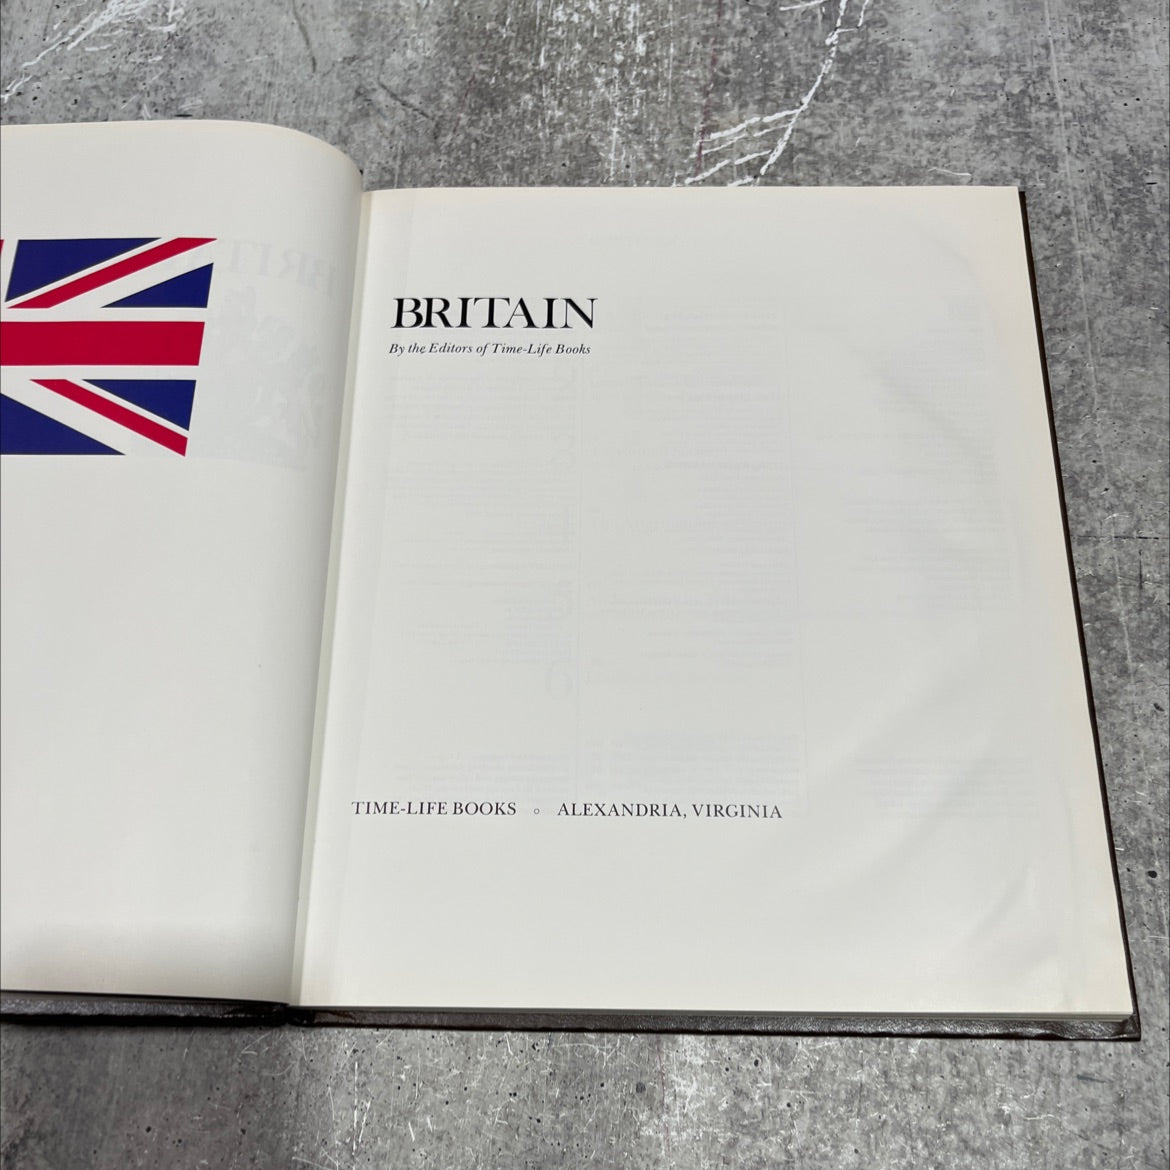 BRITAIN
By the Editors of Time-Life Books
TIME-LIFE BOOKS ◦ ALEXANDRIA, VIRGINIA